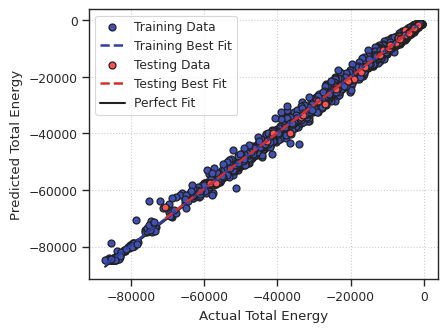 0
−20000
−40000
−60000
−80000
Predicted Total Energy
Training Data
Training Best Fit
Testing Data
Testing Best Fit
Perfect Fit
−80000 −60000 −40000 −20000 0
Actual Total Energy